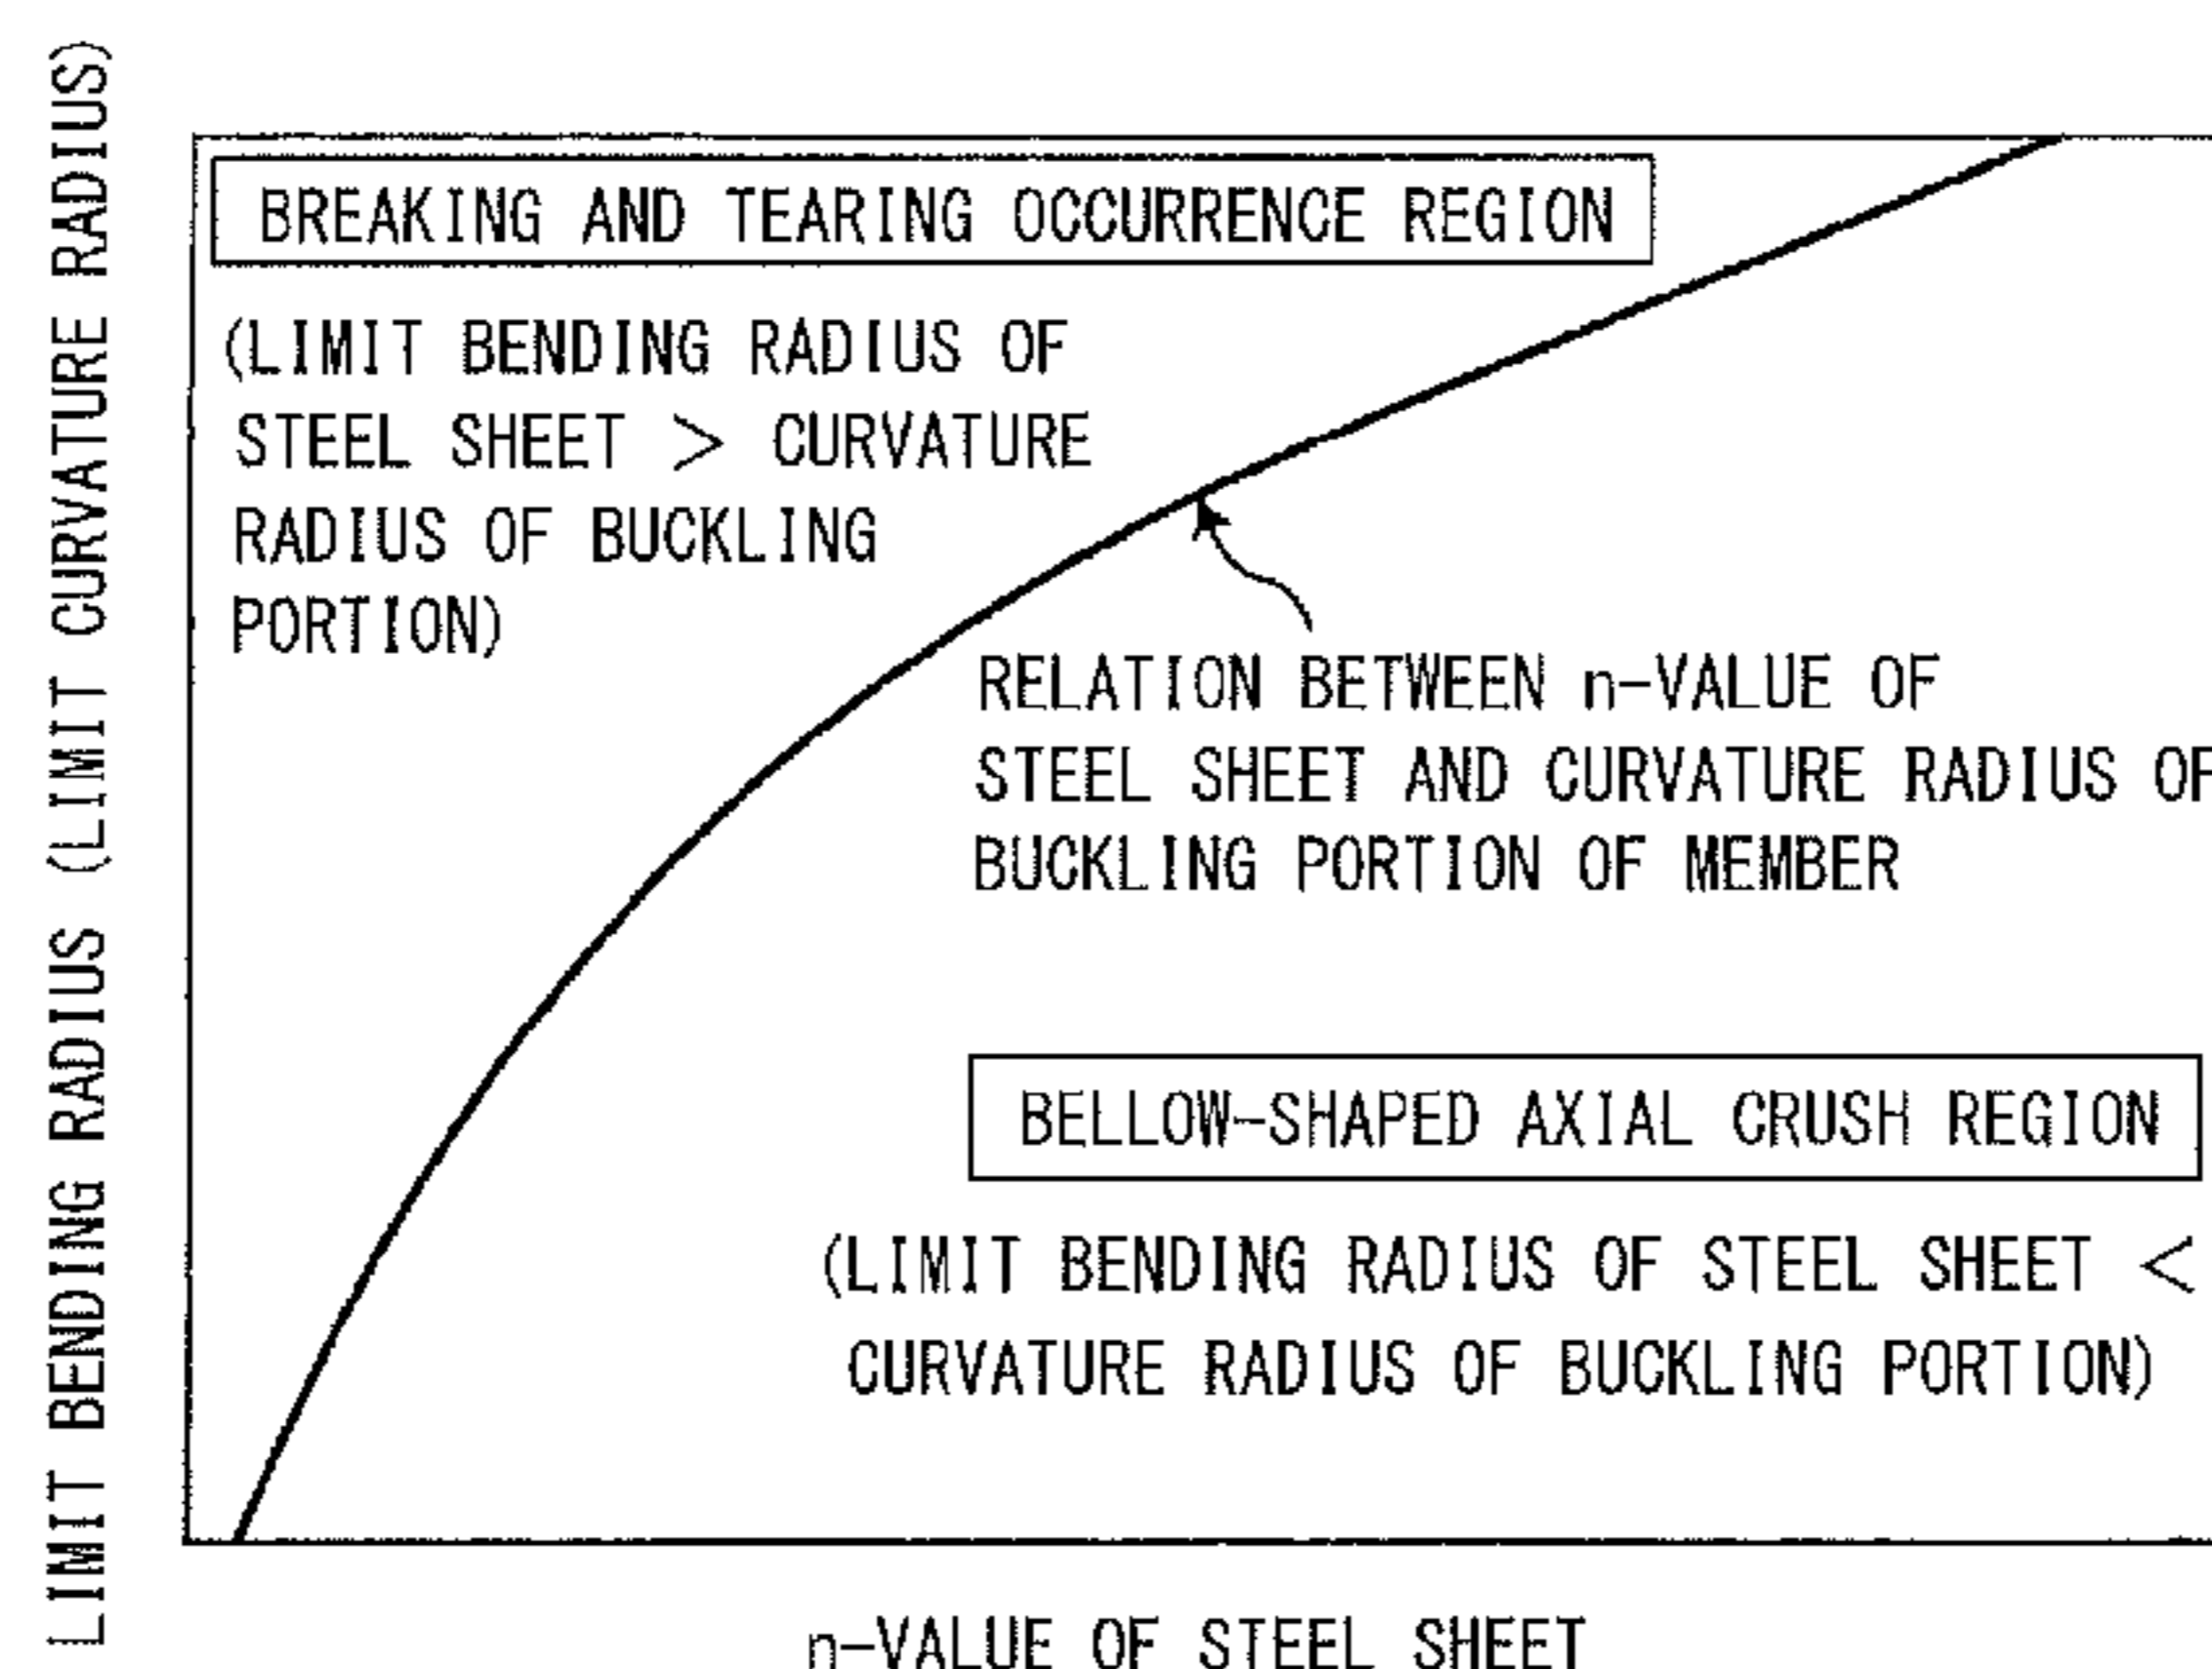 LIMIT BENDING RADIUS (LIMIT CURVATURE RADIUS)
BREAKING AND TEARING OCCURRENCE REGION
(LIMIT BENDING RADIUS OF
STEEL SHEET > CURVATURE
RADIUS OF BUCKLING
PORTION)
RELATION BETWEEN n-VALUE OF
STEEL SHEET AND CURVATURE RADIUS OF
BUCKLING PORTION OF MEMBER
BELLOW-SHAPED AXIAL CRUSH REGION
(LIMIT BENDING RADIUS OF STEEL SHEET <
CURVATURE RADIUS OF BUCKLING PORTION)
n-VALUE OF STEEL SHEET